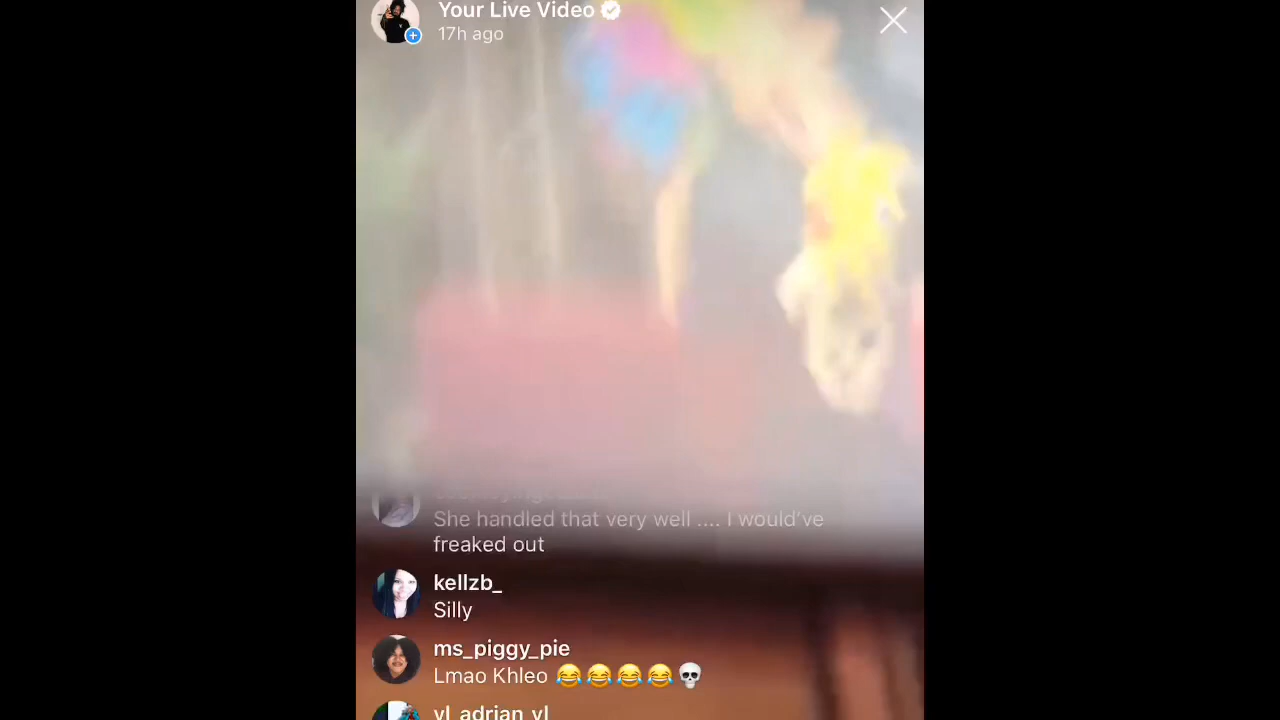 Your Live Video
17h ago
She handled that very well .... I would've
freaked out
kellzb_
Silly
ms_piggy_pie
Lmao Khleo 😂😂😂😂💀
vl_adrian_vl